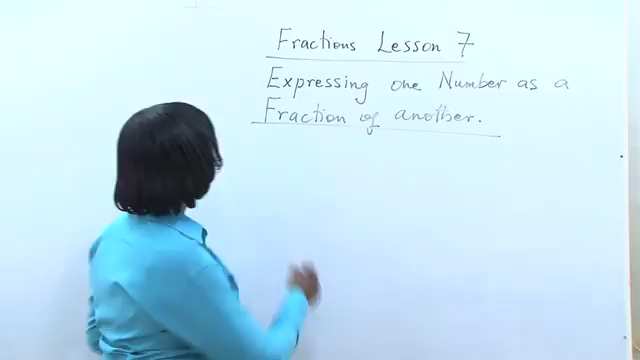 Fractions Lesson 7
Expressing one Number as a
Fraction of another.